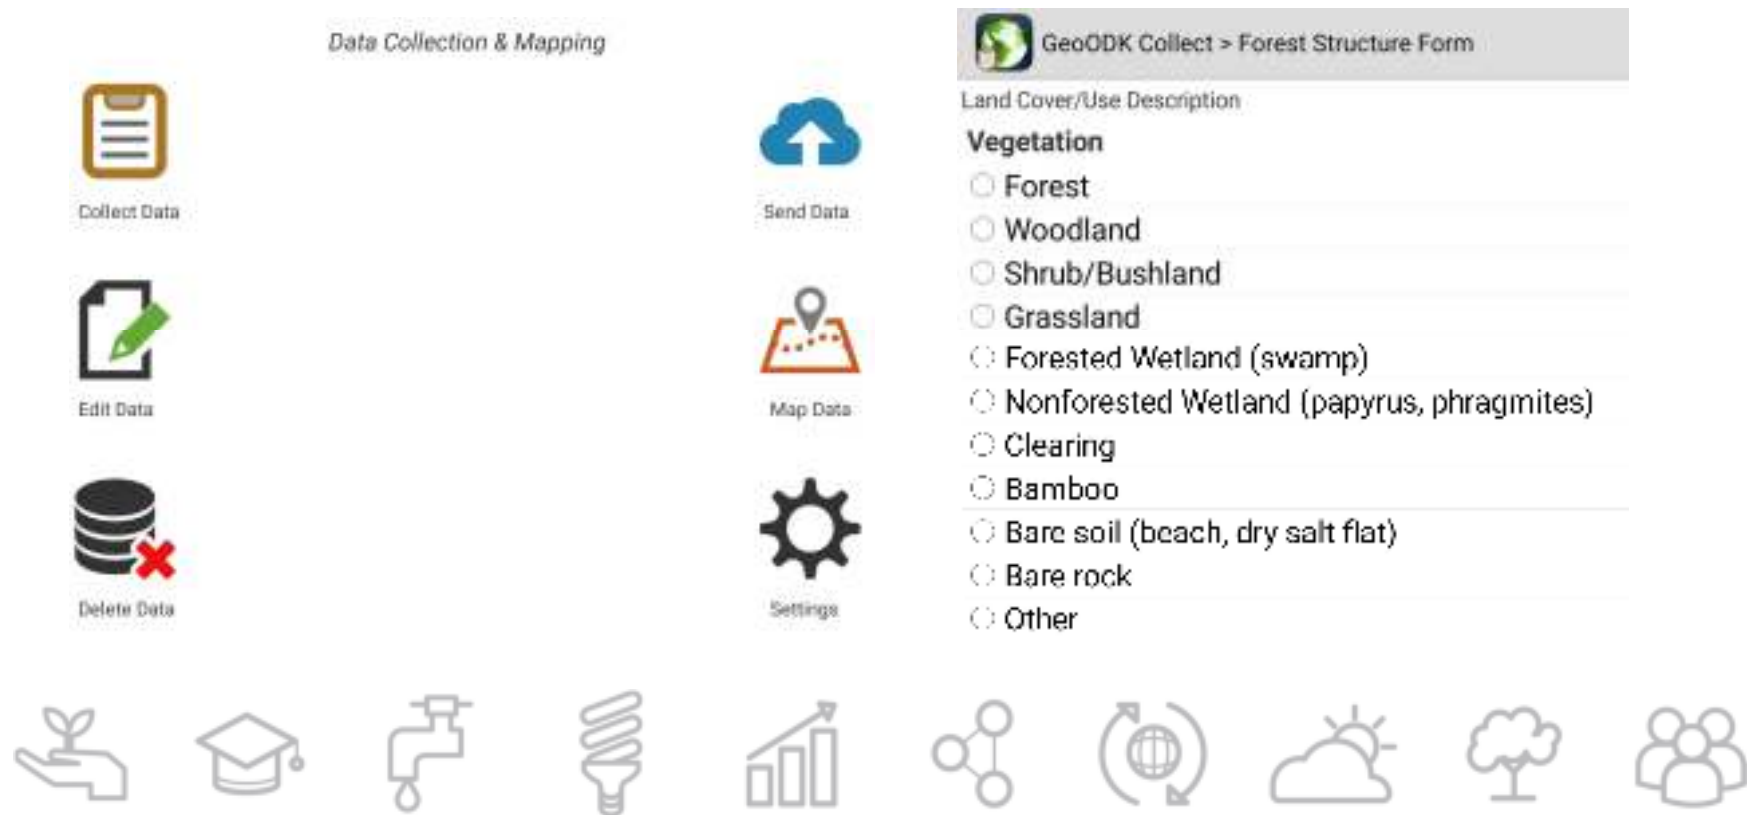 Data Collection & Mapping
Collect Data
Send Data
Edit Data
Map Data
Delete Data
Settings
GeoODK Collect > Forest Structure Form
Land Cover/Use Description
Vegetation
Forest
Woodland
Shrub/Bushland
Grassland
Forested Wetland (swamp)
Nonforested Wetland (papyrus, phragmites)
Clearing
Bamboo
Bare soil (beach, dry salt flat)
Bare rock
Other